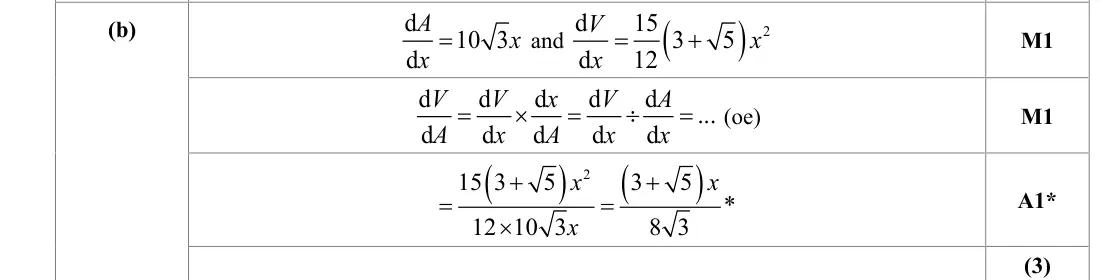 (b) dA/dx = 10√3x and dV/dx = 15/12 (3 + √5) x² M1
dV/dA = dV/dx × dx/dA = dV/dx ÷ dA/dx = ... (oe) M1
= 15(3 + √5) x² / 12×10√3x = (3 + √5) x / 8√3 * A1*
(3)